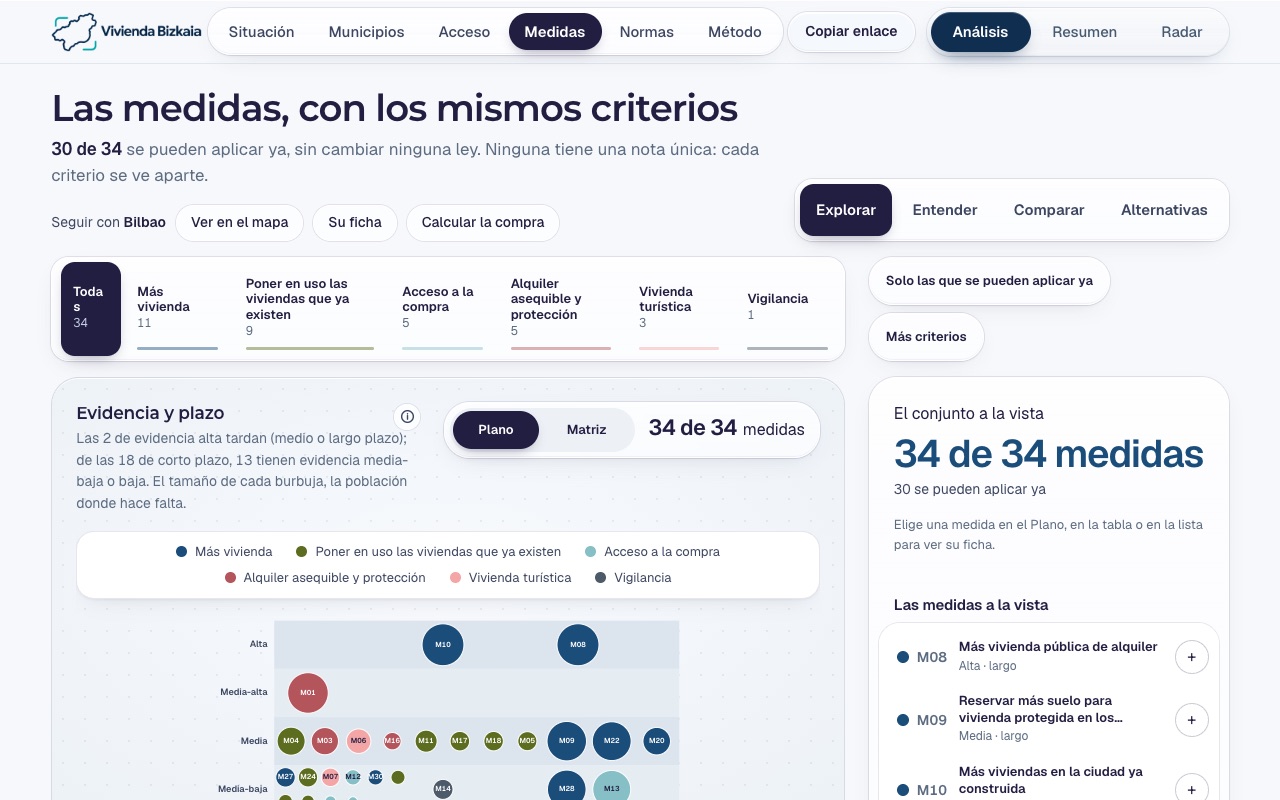 Vivienda Bizkaia
Situación
Municipios
Acceso
Medidas
Normas
Método
Copiar enlace
Análisis
Resumen
Radar
Las medidas, con los mismos criterios
30 de 34 se pueden aplicar ya, sin cambiar ninguna ley. Ninguna tiene una nota única: cada
criterio se ve aparte.
Seguir con Bilbao
Ver en el mapa
Su ficha
Calcular la compra
Explorar
Entender
Comparar
Alternativas
Toda
s
34
Más
vivienda
11
Poner en uso las
viviendas que ya
existen
9
Acceso a la
compra
5
Alquiler
asequible y
protección
5
Vivienda
turística
3
Vigilancia
1
Solo las que se pueden aplicar ya
Más criterios
Evidencia y plazo
Las 2 de evidencia alta tardan (medio o largo plazo);
de las 18 de corto plazo, 13 tienen evidencia media-
baja o baja. El tamaño de cada burbuja, la población
donde hace falta.
Plano
Matriz
34 de 34 medidas
Más vivienda
Poner en uso las viviendas que ya existen
Acceso a la compra
Alquiler asequible y protección
Vivienda turística
Vigilancia
Alta
M10
M08
Media-alta
M01
Media
M04
M03
M06
M16
M11
M17
M18
M05
M09
M22
M20
Media-baja
M27
M24
M07
M12
M30
M14
M28
M13
El conjunto a la vista
34 de 34 medidas
30 se pueden aplicar ya
Elige una medida en el Plano, en la tabla o en la lista
para ver su ficha.
Las medidas a la vista
M08
Más vivienda pública de alquiler
Alta · largo
+
M09
Reservar más suelo para
vivienda protegida en los…
Media · largo
+
M10
Más viviendas en la ciudad ya
construida
+